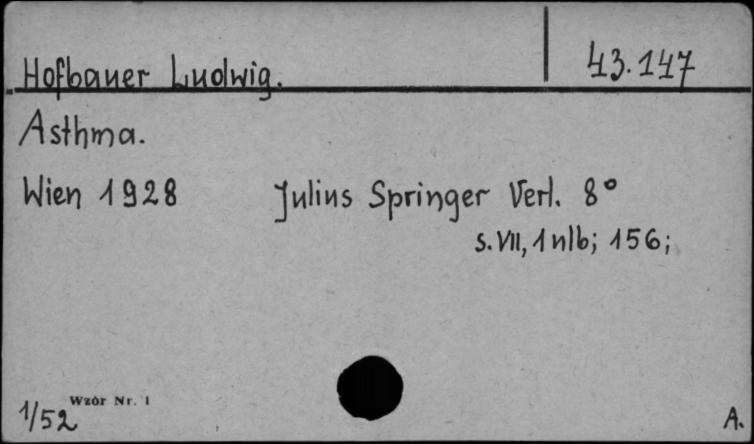 Hofbauer Ludwig. 43.147
Asthma.
Wien 1928 Julius Springer Verl. 8°
s. VII, 1 nlb; 156;
Wzór Nr. 1
1/52 A.